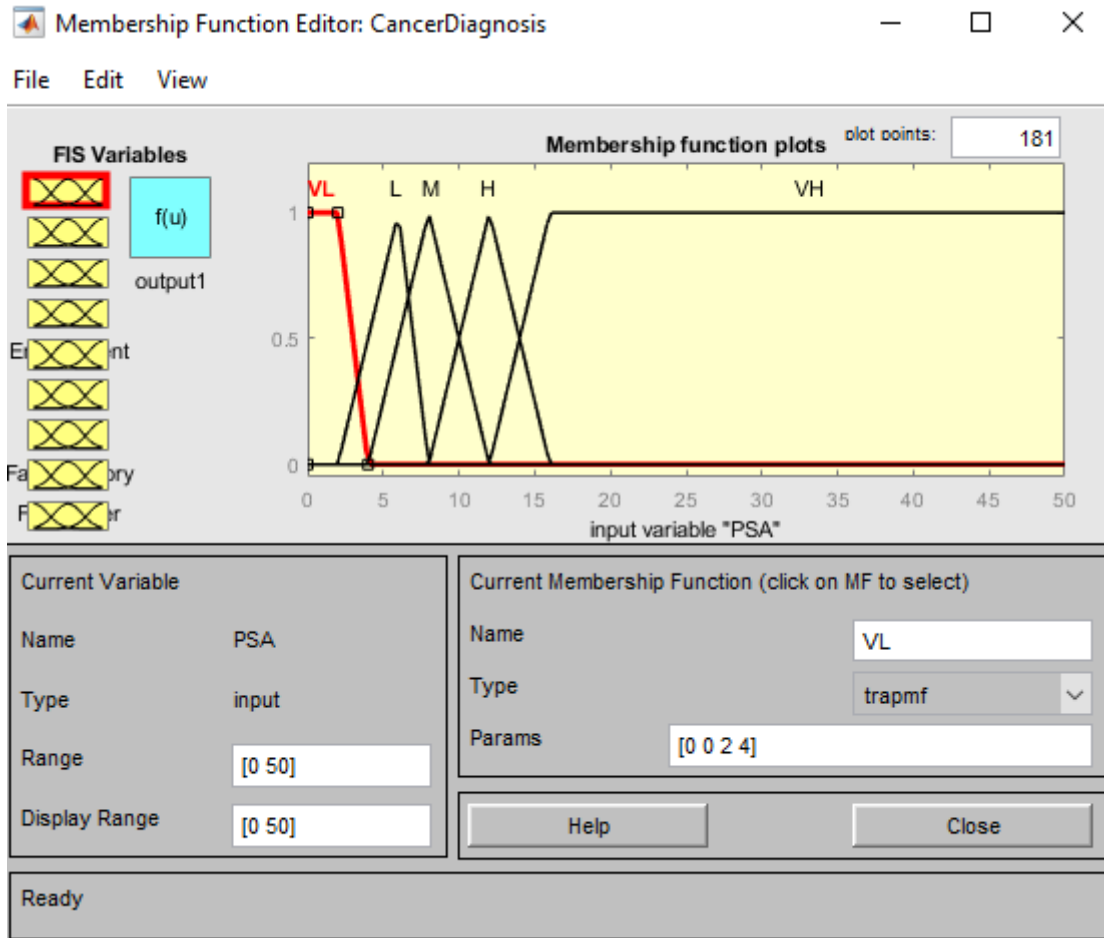 Membership Function Editor: CancerDiagnosis
File Edit View
FIS Variables
f(u)
output1
Membership function plots
plot points:
181
VL L M H VH
1
0.5
0
0 5 10 15 20 25 30 35 40 45 50
input variable "PSA"
Current Variable
Name PSA
Type input
Range [0 50]
Display Range [0 50]
Current Membership Function (click on MF to select)
Name VL
Type trapmf
Params [0 0 2 4]
Help Close
Ready